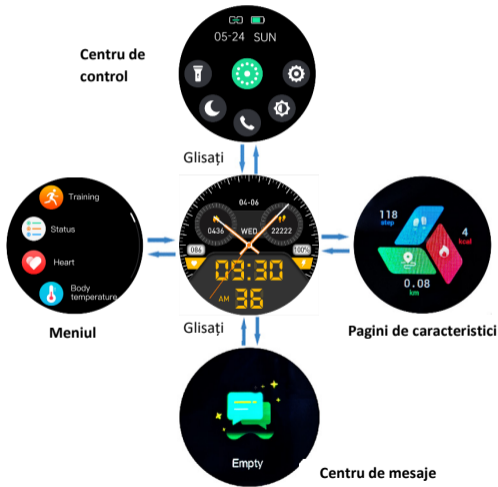 Centru de
control
05-24 SUN
Glisați
Training
Status
Heart
Body
temperature
Meniul
04-06
0436 WED 22222
086 100%
09:30
AM 36
118
step
4
kcal
0.08
km
Pagini de caracteristici
Glisați
Empty
Centru de mesaje